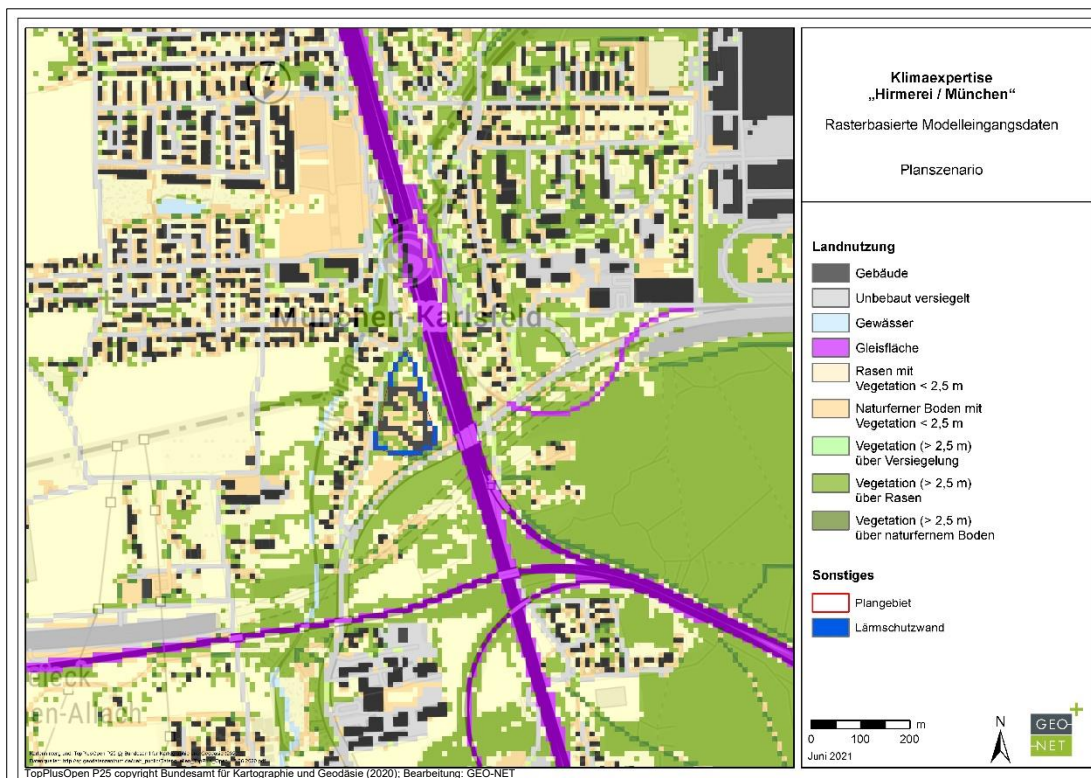 München-Karlsfeld
Klimaexpertise
„Hirmerei / München“
Rasterbasierte Modelleingangsdaten
Planszenario
Landnutzung
Gebäude
Unbebaut versiegelt
Gewässer
Gleisfläche
Rasen mit
Vegetation < 2,5 m
Naturferner Boden mit
Vegetation < 2,5 m
Vegetation (> 2,5 m)
über Versiegelung
Vegetation (> 2,5 m)
über Rasen
Vegetation (> 2,5 m)
über naturfernem Boden
Sonstiges
Plangebiet
Lärmschutzwand
m
0 100 200
Juni 2021
N
GEO-
NET
TopPlusOpen P25 copyright Bundesamt für Kartographie und Geodäsie (2020); Bearbeitung: GEO-NET